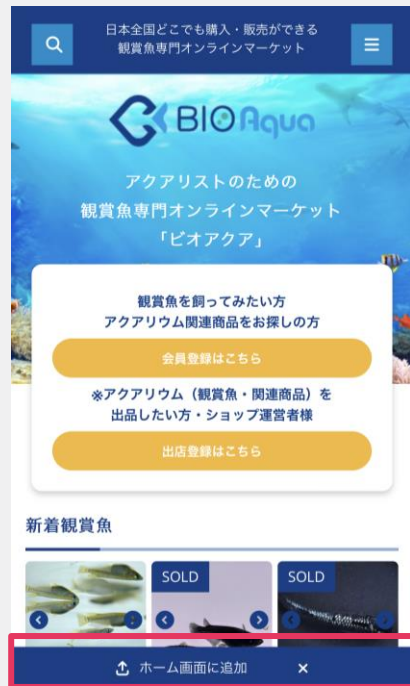 日本全国どこでも購入・販売ができる
観賞魚専門オンラインマーケット
BIO Aqua
アクアリストのための
観賞魚専門オンラインマーケット
「ビオアクア」
観賞魚を飼ってみたい方
アクアリウム関連商品をお探しの方
会員登録はこちら
※アクアリウム（観賞魚・関連商品）を
出品したい方・ショップ運営者様
出店登録はこちら
新着観賞魚
SOLD
SOLD
ホーム画面に追加 ×